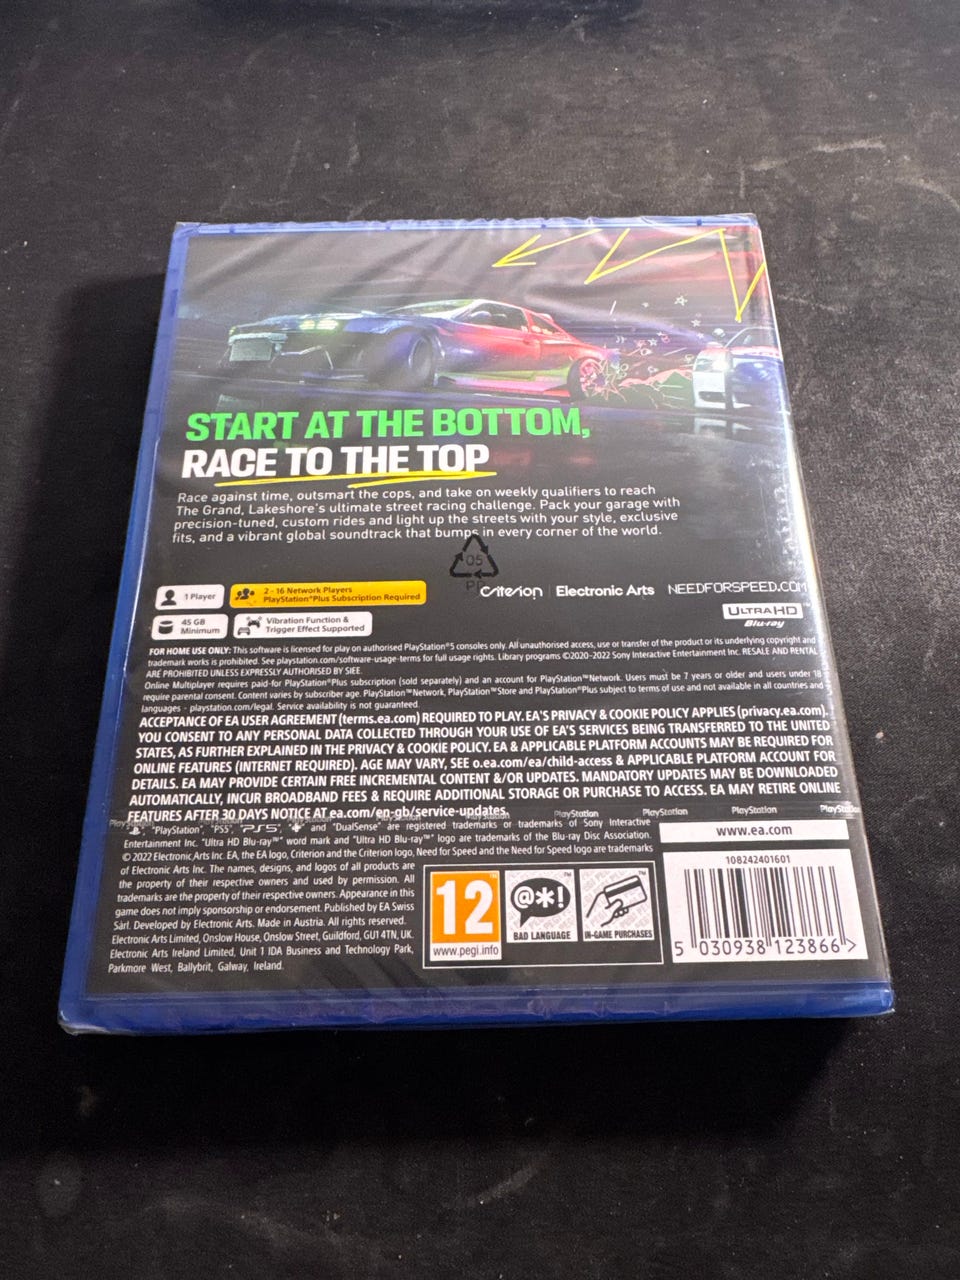 START AT THE BOTTOM,
RACE TO THE TOP
Race against time, outsmart the cops, and take on weekly qualifiers to reach
The Grand, Lakeshore's ultimate street racing challenge. Pack your garage with
precision-tuned, custom rides and light up the streets with your style, exclusive
fits, and a vibrant global soundtrack that bumps in every corner of the world.
05
PP
1 Player
2 - 16 Network Players
PlayStation®Plus Subscription Required
Criterion | Electronic Arts
NEEDFORSPEED.COM
45 GB
Minimum
Vibration Function &
Trigger Effect Supported
ULTRA HD
Blu-ray™
FOR HOME USE ONLY: This software is licensed for play on authorised PlayStation®5 consoles only. All unauthorised access, use or transfer of the product or its underlying copyright and
trademark works is prohibited. See playstation.com/software-usage-terms for full usage rights. Library programs ©2020-2022 Sony Interactive Entertainment Inc. RESALE AND RENTAL
ARE PROHIBITED UNLESS EXPRESSLY AUTHORISED BY SIEE.
Online Multiplayer requires paid-for PlayStation®Plus subscription (sold separately) and an account for PlayStation™Network. Users must be 7 years or older and users under 18
require parental consent. Content varies by subscriber age. PlayStation™Network, PlayStation™Store and PlayStation®Plus subject to terms of use and not available in all countries and
languages - playstation.com/legal. Service availability is not guaranteed.
ACCEPTANCE OF EA USER AGREEMENT (terms.ea.com) REQUIRED TO PLAY. EA'S PRIVACY & COOKIE POLICY APPLIES (privacy.ea.com).
YOU CONSENT TO ANY PERSONAL DATA COLLECTED THROUGH YOUR USE OF EA'S SERVICES BEING TRANSFERRED TO THE UNITED
STATES, AS FURTHER EXPLAINED IN THE PRIVACY & COOKIE POLICY. EA & APPLICABLE PLATFORM ACCOUNTS MAY BE REQUIRED FOR
ONLINE FEATURES (INTERNET REQUIRED). AGE MAY VARY, SEE o.ea.com/ea/child-access & APPLICABLE PLATFORM ACCOUNT FOR
DETAILS. EA MAY PROVIDE CERTAIN FREE INCREMENTAL CONTENT &/OR UPDATES. MANDATORY UPDATES MAY BE DOWNLOADED
AUTOMATICALLY, INCUR BROADBAND FEES & REQUIRE ADDITIONAL STORAGE OR PURCHASE TO ACCESS. EA MAY RETIRE ONLINE
FEATURES AFTER 30 DAYS NOTICE AT ea.com/en-gb/service-updates.
PlayStation PlayStation PlayStation PlayStation PlayStation PlayStation
"PlayStation", "PS5", "PS5", and "DualSense" are registered trademarks or trademarks of Sony Interactive
Entertainment Inc. "Ultra HD Blu-ray™" word mark and "Ultra HD Blu-ray™" logo are trademarks of the Blu-ray Disc Association.
© 2022 Electronic Arts Inc. EA, the EA logo, Criterion and the Criterion logo, Need for Speed and the Need for Speed logo are trademarks
of Electronic Arts Inc. The names, designs, and logos of all products are
the property of their respective owners and used by permission. All
trademarks are the property of their respective owners. Appearance in this
game does not imply sponsorship or endorsement. Published by EA Swiss
Sàrl. Developed by Electronic Arts. Made in Austria. All rights reserved.
Electronic Arts Limited, Onslow House, Onslow Street, Guildford, GU1 4TN, UK.
Electronic Arts Ireland Limited, Unit 1 IDA Business and Technology Park,
Parkmore West, Ballybrit, Galway, Ireland.
www.ea.com
12
www.pegi.info
@*!
BAD LANGUAGE
IN-GAME PURCHASES
108242401601
5 030938 123866 >